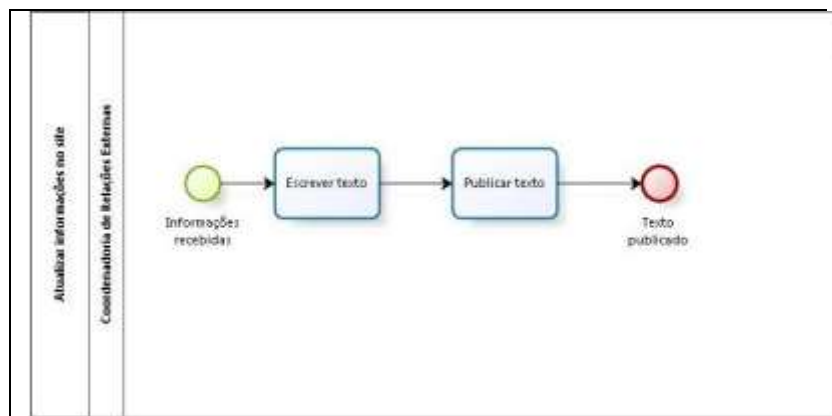 Atualizar informações no site
Coordenadoria de Relações Externas
Informações
recebidas
Escrever texto
Publicar texto
Texto
publicado